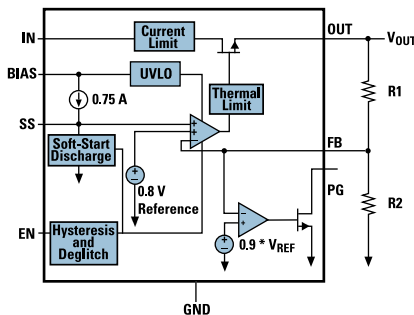 IN
Current Limit
OUT
VOUT
BIAS
UVLO
0.75 A
Thermal Limit
R1
SS
Soft-Start Discharge
FB
0.8 V Reference
PG
R2
EN
Hysteresis and Deglitch
0.9 * VREF
GND